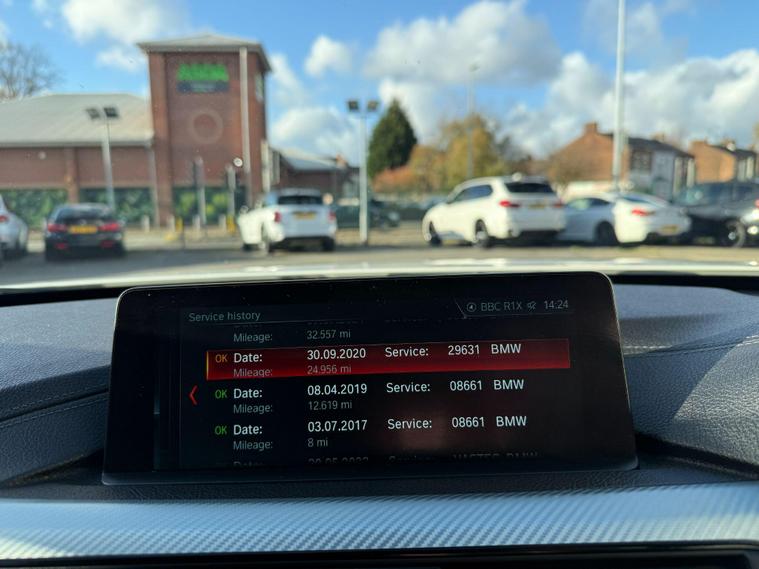 ASDA
Service history
BBC R1X 14:24
Mileage: 32.557 mi
OK Date: 30.09.2020 Service: 29631 BMW
Mileage: 24.956 mi
OK Date: 08.04.2019 Service: 08661 BMW
Mileage: 12.619 mi
OK Date: 03.07.2017 Service: 08661 BMW
Mileage: 8 mi